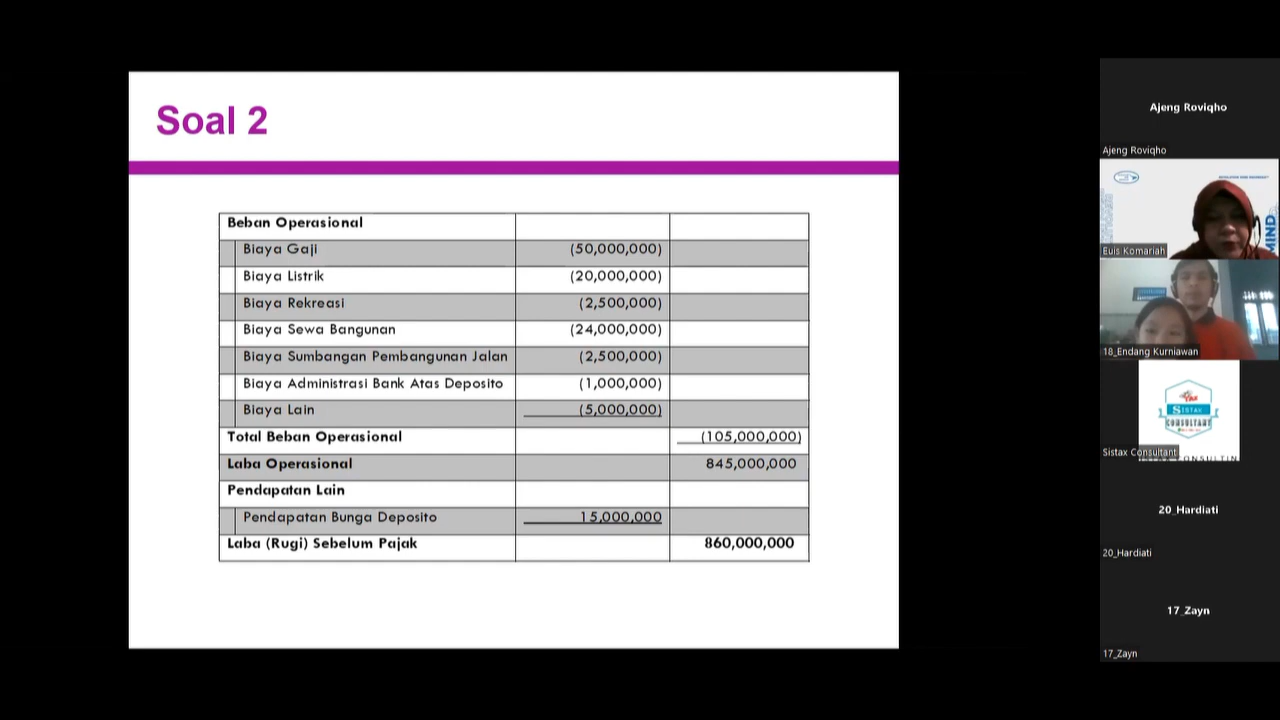 Soal 2
Beban Operasional
Biaya Gaji (50,000,000)
Biaya Listrik (20,000,000)
Biaya Rekreasi (2,500,000)
Biaya Sewa Bangunan (24,000,000)
Biaya Sumbangan Pembangunan Jalan (2,500,000)
Biaya Administrasi Bank Atas Deposito (1,000,000)
Biaya Lain (5,000,000)
Total Beban Operasional (105,000,000)
Laba Operasional 845,000,000
Pendapatan Lain
Pendapatan Bunga Deposito 15,000,000
Laba (Rugi) Sebelum Pajak 860,000,000
Ajeng Roviqho
Ajeng Roviqho
MIND
Euis Komariah
18_Endang Kurniawan
SISTAX
CONSULTANT
Sistax Consultant
20_Hardiati
20_Hardiati
17_Zayn
17_Zayn